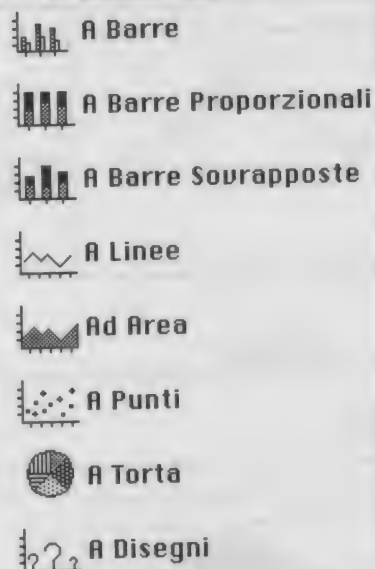 A Barre
A Barre Proporzionali
A Barre Sovrapposte
A Linee
Ad Area
A Punti
A Torta
A Disegni